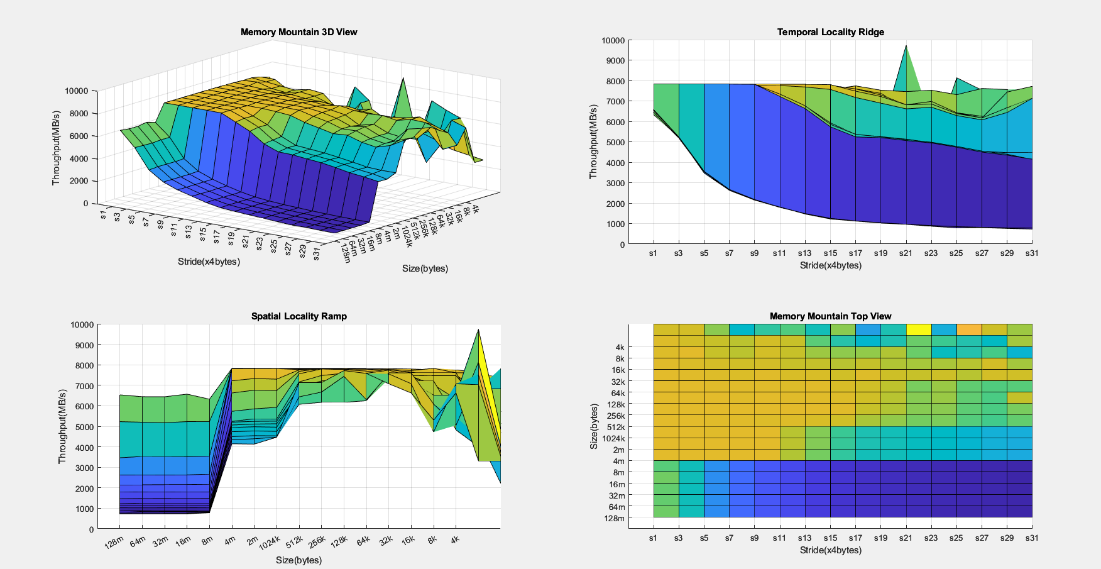 Memory Mountain 3D View
10000
8000
6000
4000
2000
0
Throughput(MB/s)
s1
s3
s5
s7
s9
s11
s13
s15
s17
s19
s21
s23
s25
s27
s29
s31
Stride(x4bytes)
128m
64m
32m
16m
8m
4m
2m
1024k
512k
256k
128k
64k
32k
16k
8k
4k
Size(bytes)
Temporal Locality Ridge
10000
9000
8000
7000
6000
5000
4000
3000
2000
1000
0
Throughput(MB/s)
s1 s3 s5 s7 s9 s11 s13 s15 s17 s19 s21 s23 s25 s27 s29 s31
Stride(x4bytes)
Spatial Locality Ramp
10000
9000
8000
7000
6000
5000
4000
3000
2000
1000
0
Throughput(MB/s)
128m 64m 32m 16m 8m 4m 2m 1024k 512k 256k 128k 64k 32k 16k 8k 4k
Size(bytes)
Memory Mountain Top View
4k
8k
16k
32k
64k
128k
256k
512k
1024k
2m
4m
8m
16m
32m
64m
128m
Size(bytes)
s1 s3 s5 s7 s9 s11 s13 s15 s17 s19 s21 s23 s25 s27 s29 s31
Stride(x4bytes)